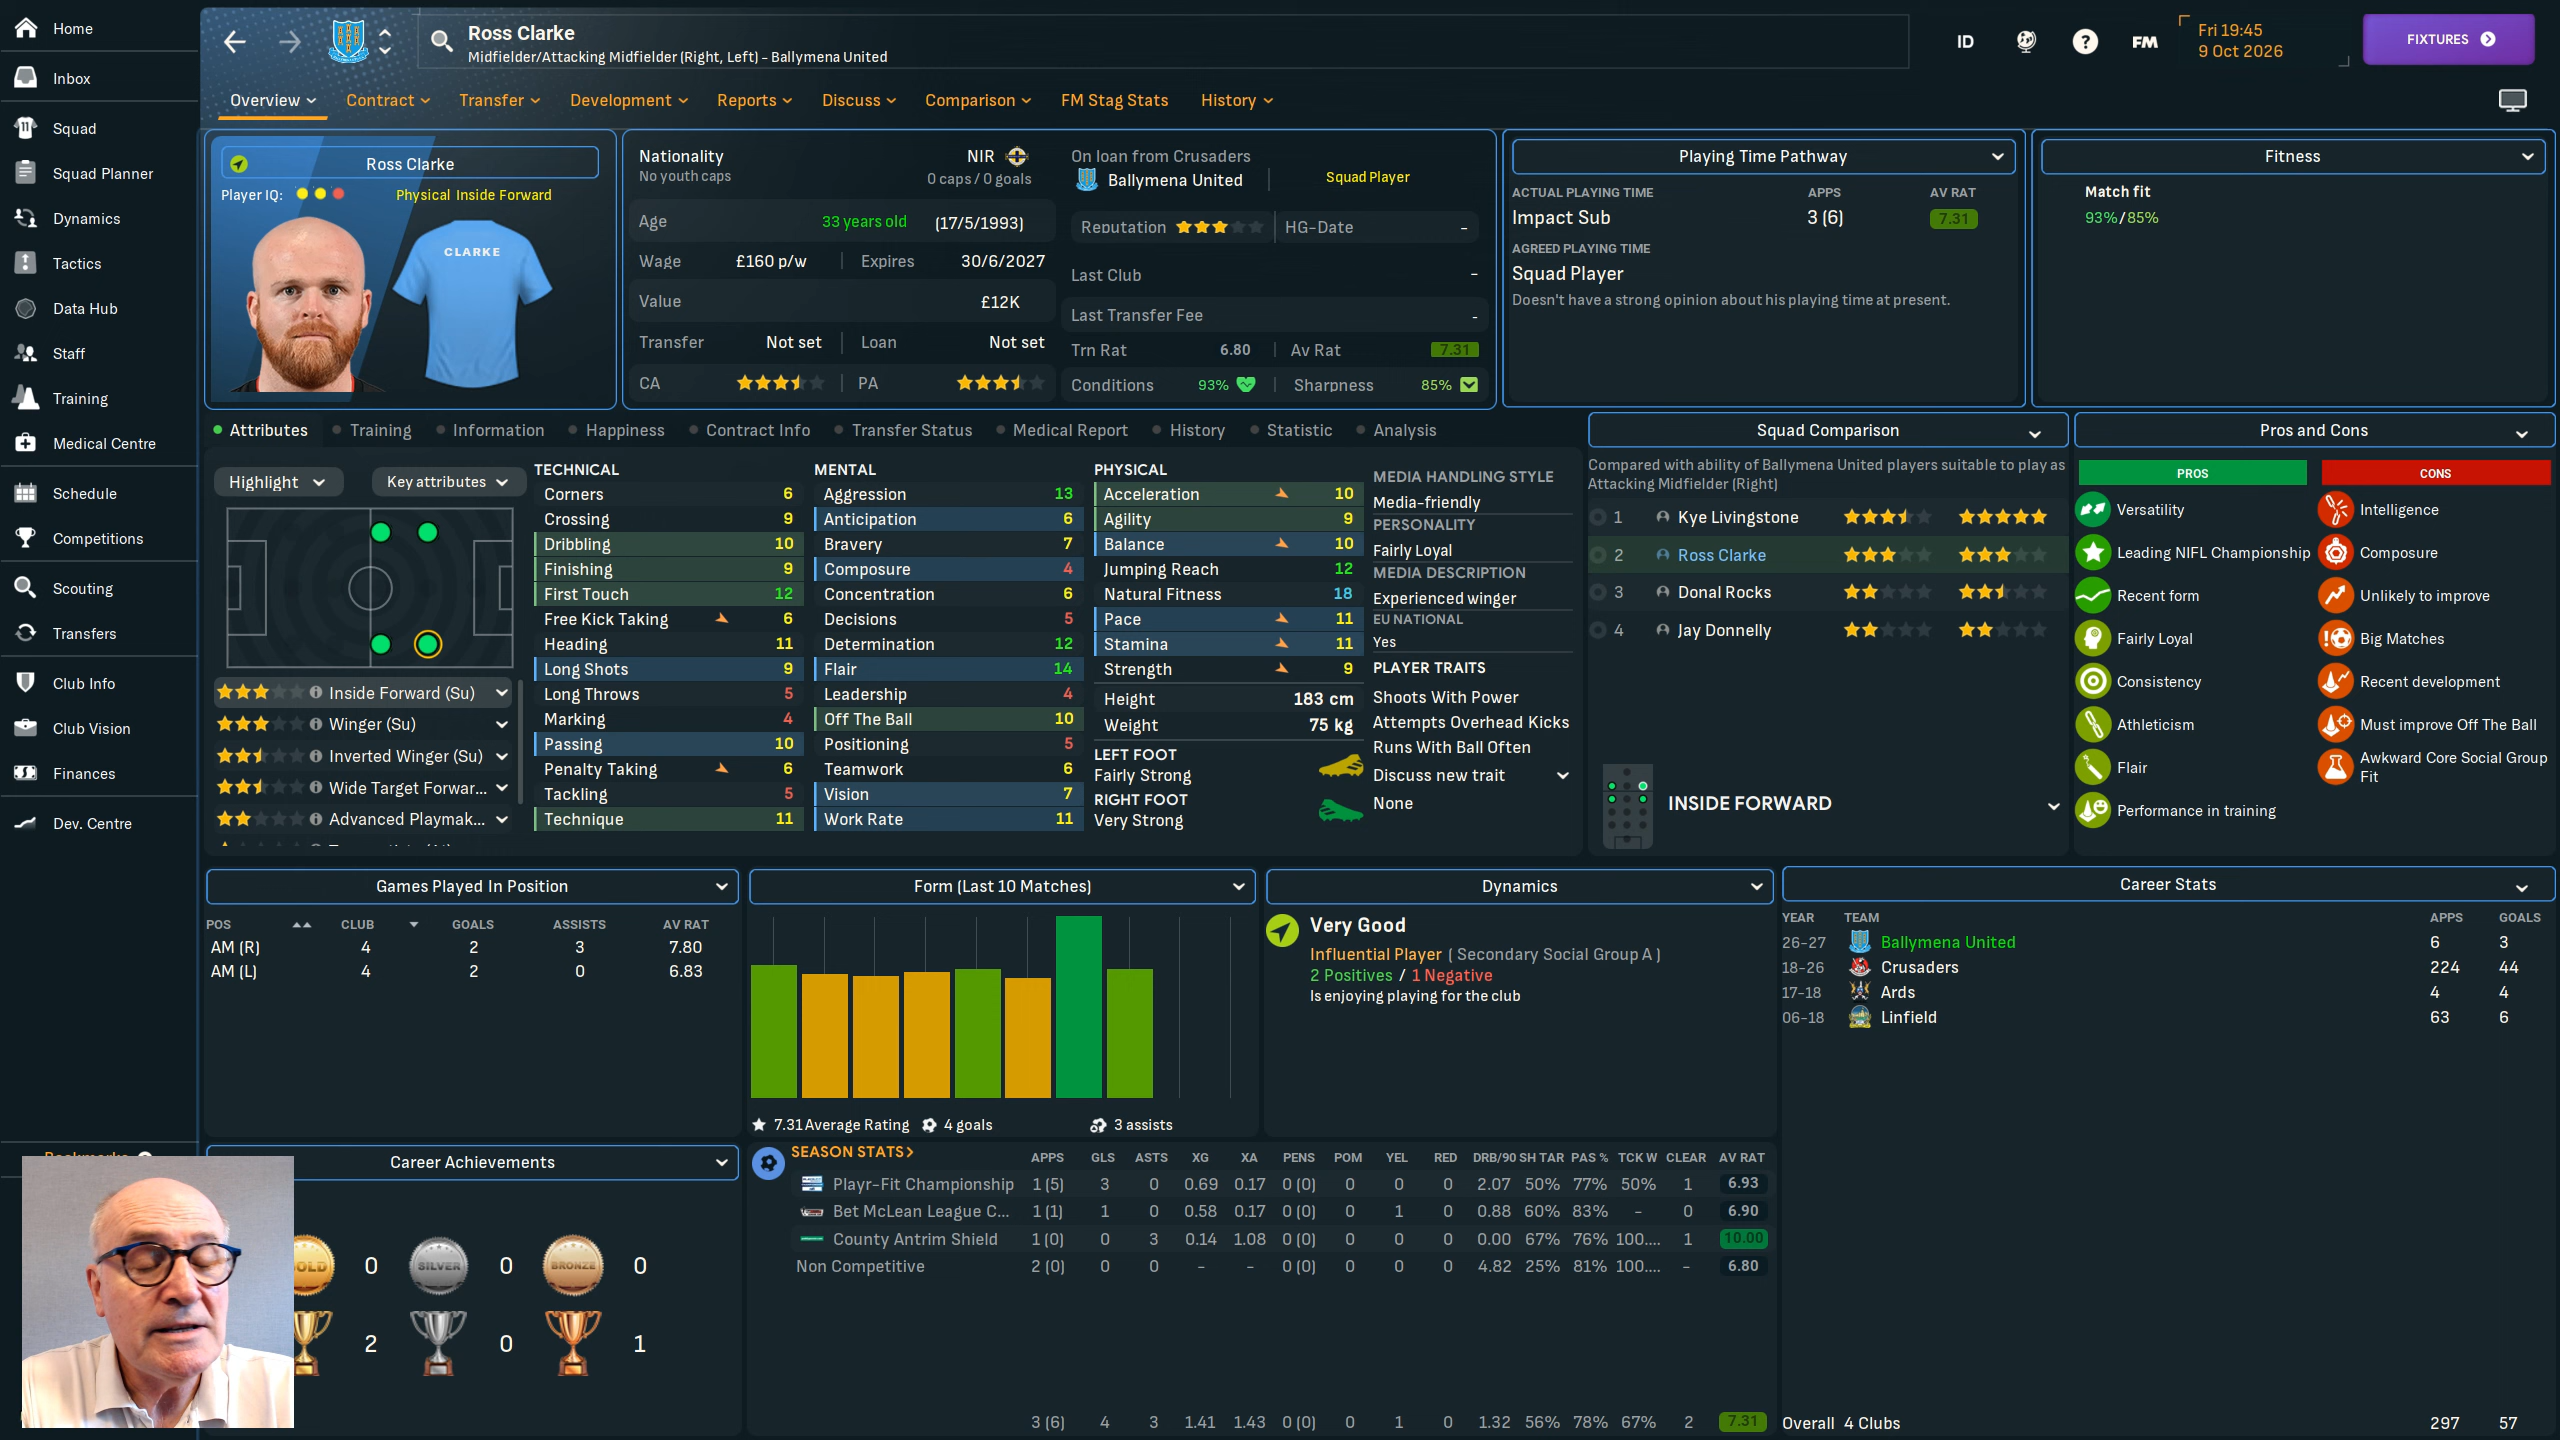 Home
Inbox
Squad
Squad Planner
Dynamics
Tactics
Data Hub
Staff
Training
Medical Centre
Schedule
Competitions
Scouting
Transfers
Club Info
Club Vision
Finances
Dev. Centre
Ross Clarke
Midfielder/Attacking Midfielder (Right, Left) - Ballymena United
ID
FM
Fri 19:45
9 Oct 2026
FIXTURES
Overview Contract Transfer Development Reports Discuss Comparison FM Stag Stats History
Ross Clarke
Player IQ: Physical Inside Forward
CLARKE
Nationality NIR
No youth caps 0 caps / 0 goals
Age 33 years old (17/5/1993)
Wage £160 p/w Expires 30/6/2027
Value £12K
Transfer Not set Loan Not set
CA PA
On loan from Crusaders
Ballymena United Squad Player
Reputation HG-Date -
Last Club -
Last Transfer Fee -
Trn Rat 6.80 Av Rat 7.31
Conditions 93% Sharpness 85%
Playing Time Pathway
ACTUAL PLAYING TIME APPS AV RAT
Impact Sub 3 (6) 7.31
AGREED PLAYING TIME
Squad Player
Doesn't have a strong opinion about his playing time at present.
Fitness
Match fit
93%/85%
Attributes Training Information Happiness Contract Info Transfer Status Medical Report History Statistic Analysis
Highlight Key attributes
Inside Forward (Su)
Winger (Su)
Inverted Winger (Su)
Wide Target Forwar...
Advanced Playmak...
TECHNICAL
Corners 6
Crossing 9
Dribbling 10
Finishing 9
First Touch 12
Free Kick Taking 6
Heading 11
Long Shots 9
Long Throws 5
Marking 4
Passing 10
Penalty Taking 6
Tackling 5
Technique 11
MENTAL
Aggression 13
Anticipation 6
Bravery 7
Composure 4
Concentration 6
Decisions 5
Determination 12
Flair 14
Leadership 4
Off The Ball 10
Positioning 5
Teamwork 6
Vision 7
Work Rate 11
PHYSICAL
Acceleration 10
Agility 9
Balance 10
Jumping Reach 12
Natural Fitness 18
Pace 11
Stamina 11
Strength 9
Height 183 cm
Weight 75 kg
LEFT FOOT
Fairly Strong
RIGHT FOOT
Very Strong
MEDIA HANDLING STYLE
Media-friendly
PERSONALITY
Fairly Loyal
MEDIA DESCRIPTION
Experienced winger
EU NATIONAL
Yes
PLAYER TRAITS
Shoots With Power
Attempts Overhead Kicks
Runs With Ball Often
Discuss new trait
None
Squad Comparison
Compared with ability of Ballymena United players suitable to play as
Attacking Midfielder (Right)
1 Kye Livingstone
2 Ross Clarke
3 Donal Rocks
4 Jay Donnelly
INSIDE FORWARD
Pros and Cons
PROS
Versatility
Leading NIFL Championship
Recent form
Fairly Loyal
Consistency
Athleticism
Flair
Performance in training
CONS
Intelligence
Composure
Unlikely to improve
Big Matches
Recent development
Must improve Off The Ball
Awkward Core Social Group
Fit
Games Played In Position
POS CLUB GOALS ASSISTS AV RAT
AM (R) 4 2 3 7.80
AM (L) 4 2 0 6.83
Form (Last 10 Matches)
7.31 Average Rating 4 goals 3 assists
Dynamics
Very Good
Influential Player ( Secondary Social Group A )
2 Positives / 1 Negative
Is enjoying playing for the club
Career Stats
YEAR TEAM APPS GOALS
26-27 Ballymena United 6 3
18-26 Crusaders 224 44
17-18 Ards 4 4
06-18 Linfield 63 6
Overall 4 Clubs 297 57
Career Achievements
0 SILVER 0 BRONZE 0
2 0 1
SEASON STATS>
APPS GLS ASTS XG XA PENS POM YEL RED DRB/90 SH TAR PAS % TCK W CLEAR AV RAT
Playr-Fit Championship 1 (5) 3 0 0.69 0.17 0 (0) 0 0 0 2.07 50% 77% 50% 1 6.93
Bet McLean League C... 1 (1) 1 0 0.58 0.17 0 (0) 0 1 0 0.88 60% 83% - 0 6.90
County Antrim Shield 1 (0) 0 3 0.14 1.08 0 (0) 0 0 0 0.00 67% 76% 100.... 1 10.00
Non Competitive 2 (0) 0 0 - - 0 (0) 0 0 0 4.82 25% 81% 100.... - 6.80
3 (6) 4 3 1.41 1.43 0 (0) 0 1 0 1.32 56% 78% 67% 2 7.31